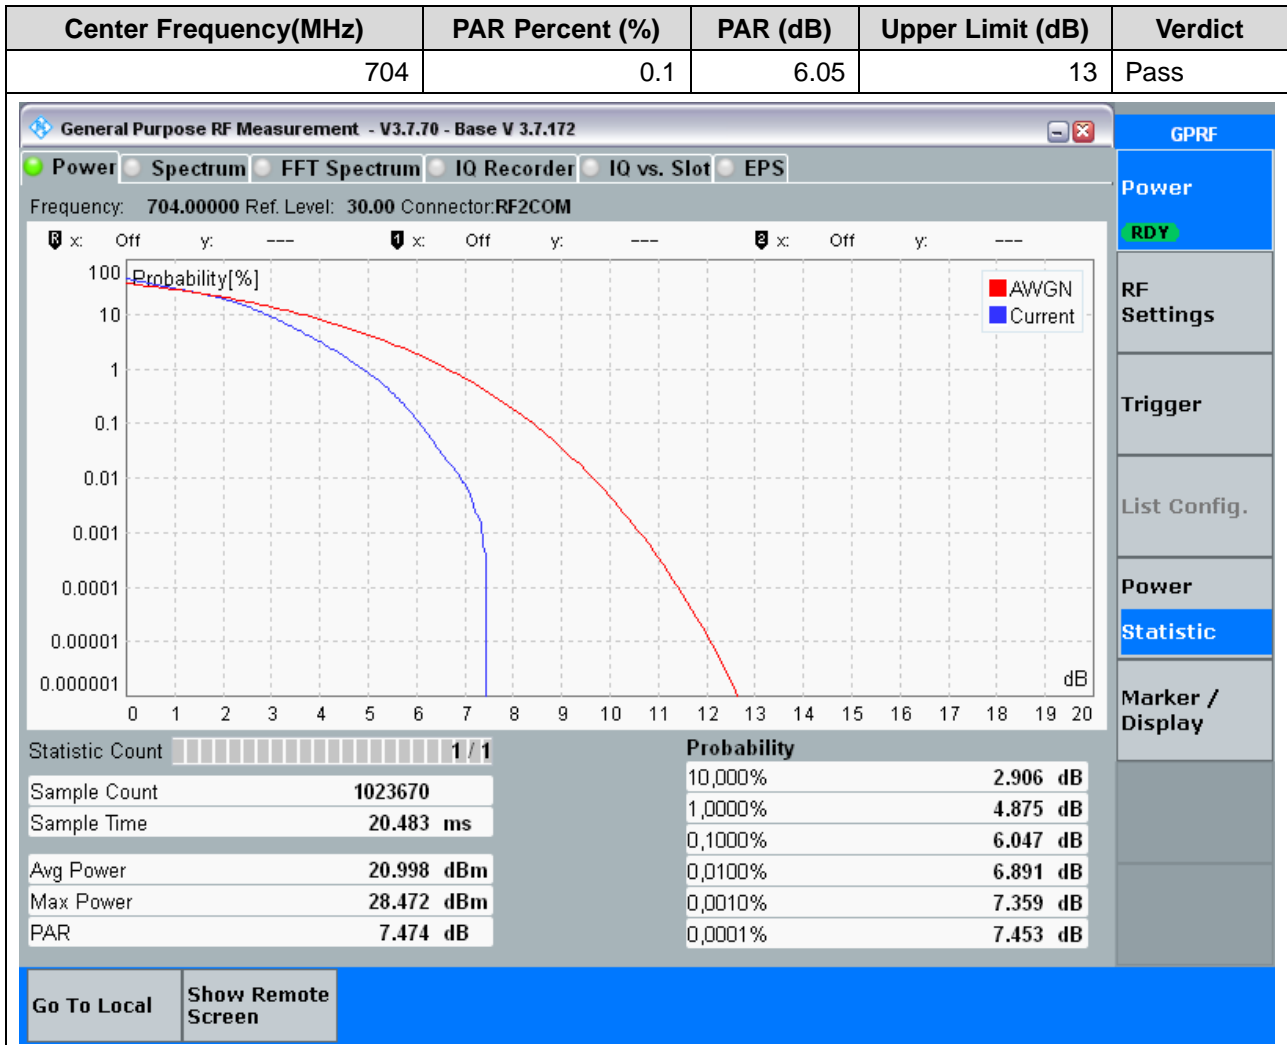 Center Frequency(MHz) PAR Percent (%) PAR (dB) Upper Limit (dB) Verdict
704 0.1 6.05 13 Pass
General Purpose RF Measurement - V3.7.70 - Base V 3.7.172
GPRF
Power Spectrum FFT Spectrum IQ Recorder IQ vs. Slot EPS
Frequency: 704.00000 Ref. Level: 30.00 Connector:RF2COM
R x: Off y: --- 1 x: Off y: --- 2 x: Off y: ---
Power
RDY
RF
Settings
Trigger
List Config.
Power
Statistic
Marker /
Display
Probability[%]
AWGN
Current
100
10
1
0.1
0.01
0.001
0.0001
0.00001
0.000001
dB
0 1 2 3 4 5 6 7 8 9 10 11 12 13 14 15 16 17 18 19 20
Statistic Count 1 / 1
Sample Count 1023670
Sample Time 20.483 ms
Avg Power 20.998 dBm
Max Power 28.472 dBm
PAR 7.474 dB
Probability
10,000% 2.906 dB
1,0000% 4.875 dB
0,1000% 6.047 dB
0,0100% 6.891 dB
0,0010% 7.359 dB
0,0001% 7.453 dB
Go To Local
Show Remote
Screen